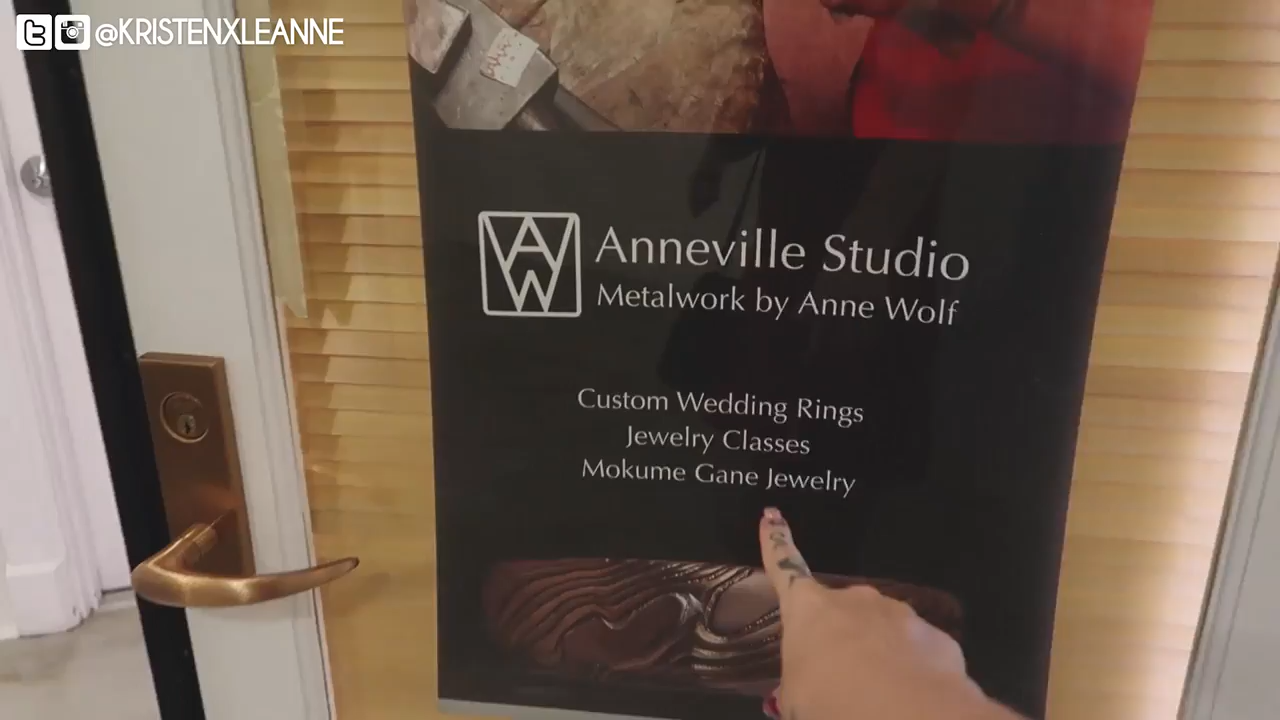 @KRISTENXLEANNE
AW
Anneville Studio
Metalwork by Anne Wolf
Custom Wedding Rings
Jewelry Classes
Mokume Gane Jewelry